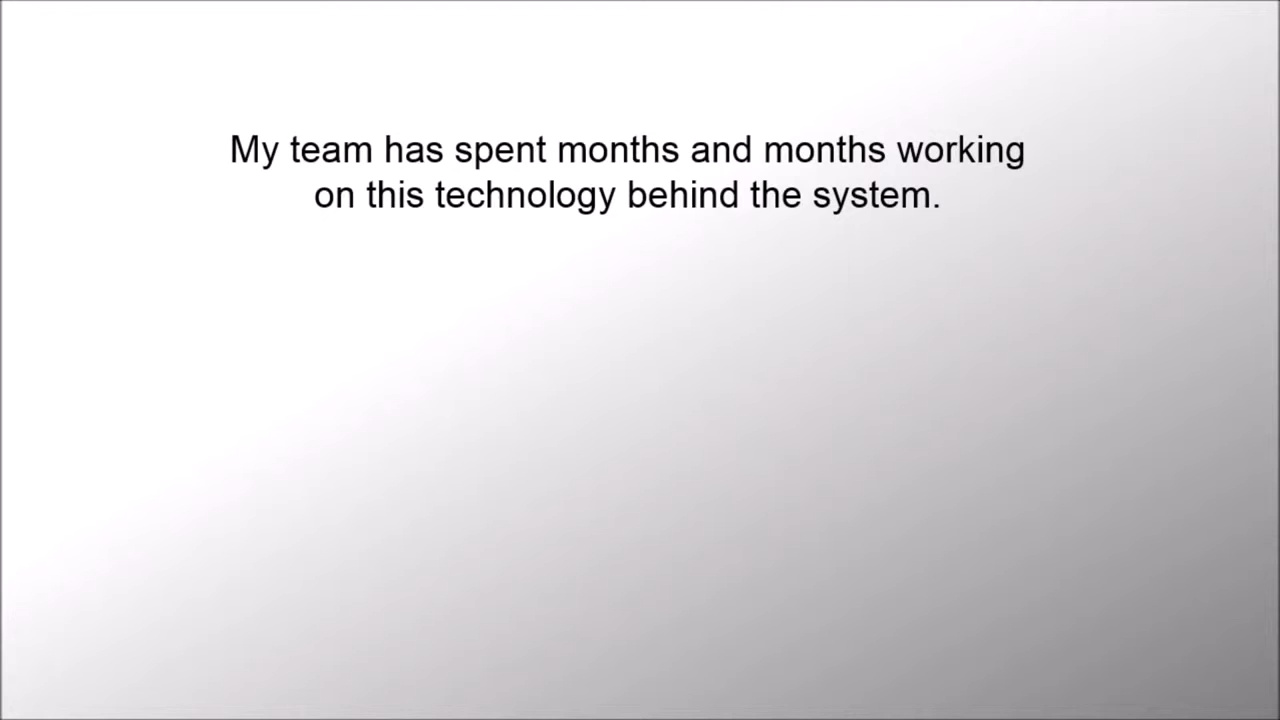 My team has spent months and months working
on this technology behind the system.